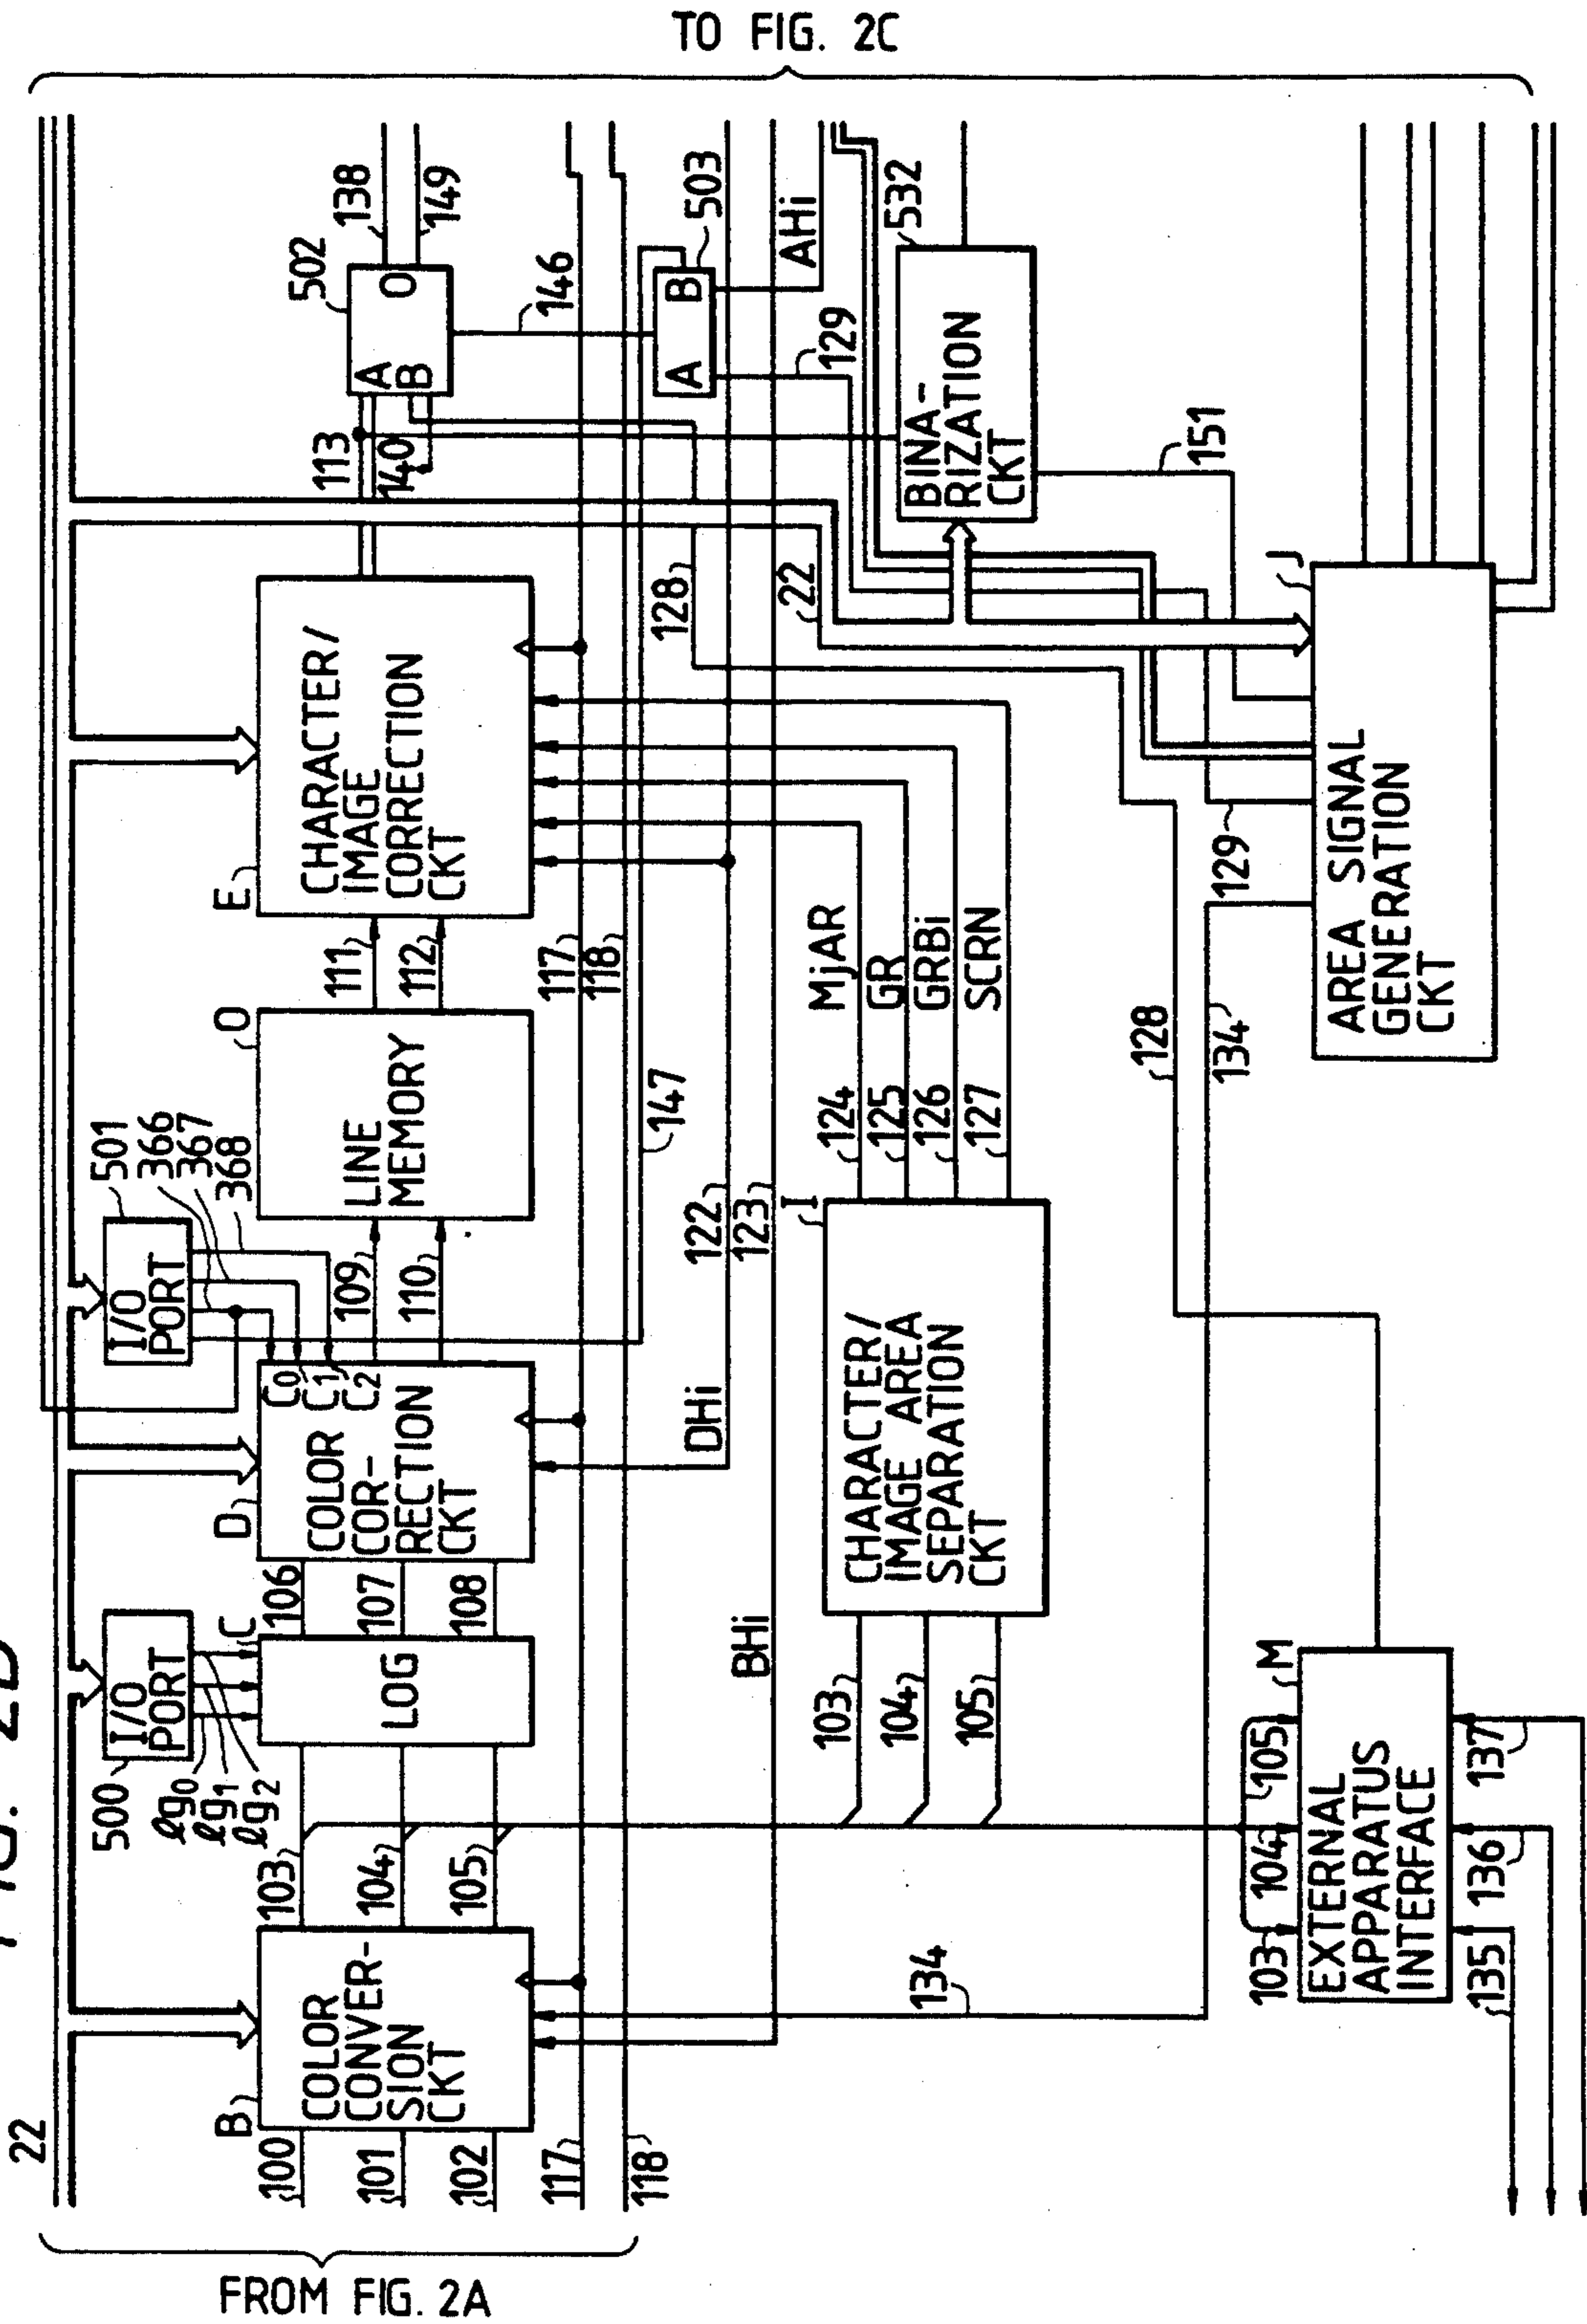 FIG. 2B
TO FIG. 2C
FROM FIG. 2A
22
500
I/O
PORT
ℓg0
ℓg1
ℓg2
501
366
367
368
I/O
PORT
B
100
101
102
COLOR
CONVER-
SION
CKT
103
104
105
C
LOG
106
107
108
D
COLOR
COR-
RECTION
CKT
C0
C1
C2
109
110
O
LINE
MEMORY
111
112
E
CHARACTER/
IMAGE
CORRECTION
CKT
113
140
502
A
B
O
138
149
117
118
117
118
146
147
503
A
B
DHi
122
BHi
123
128
22
129
AHi
532
BINA-
RIZATION
CKT
151
103
104
105
I
CHARACTER/
IMAGE AREA
SEPARATION
CKT
124
MjAR
125
GR
126
GRBi
127
SCRN
134
128
134
129
J
AREA SIGNAL
GENERATION
CKT
103
104
105
M
EXTERNAL
APPARATUS
INTERFACE
135
136
137